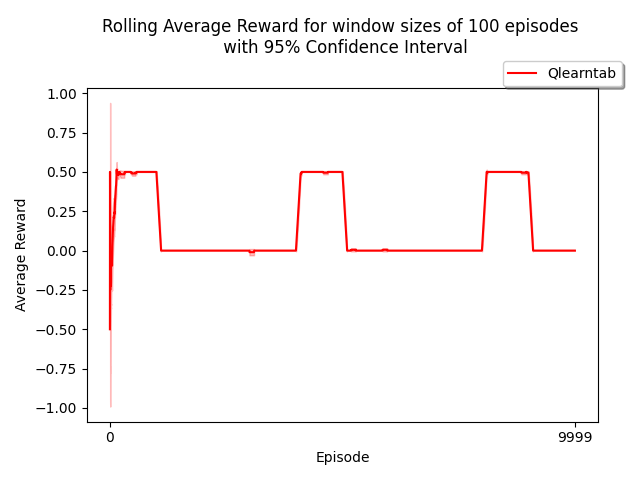 Rolling Average Reward for window sizes of 100 episodes
with 95% Confidence Interval
Qlearntab
1.00
0.75
0.50
0.25
0.00
−0.25
−0.50
−0.75
−1.00
Average Reward
0
9999
Episode